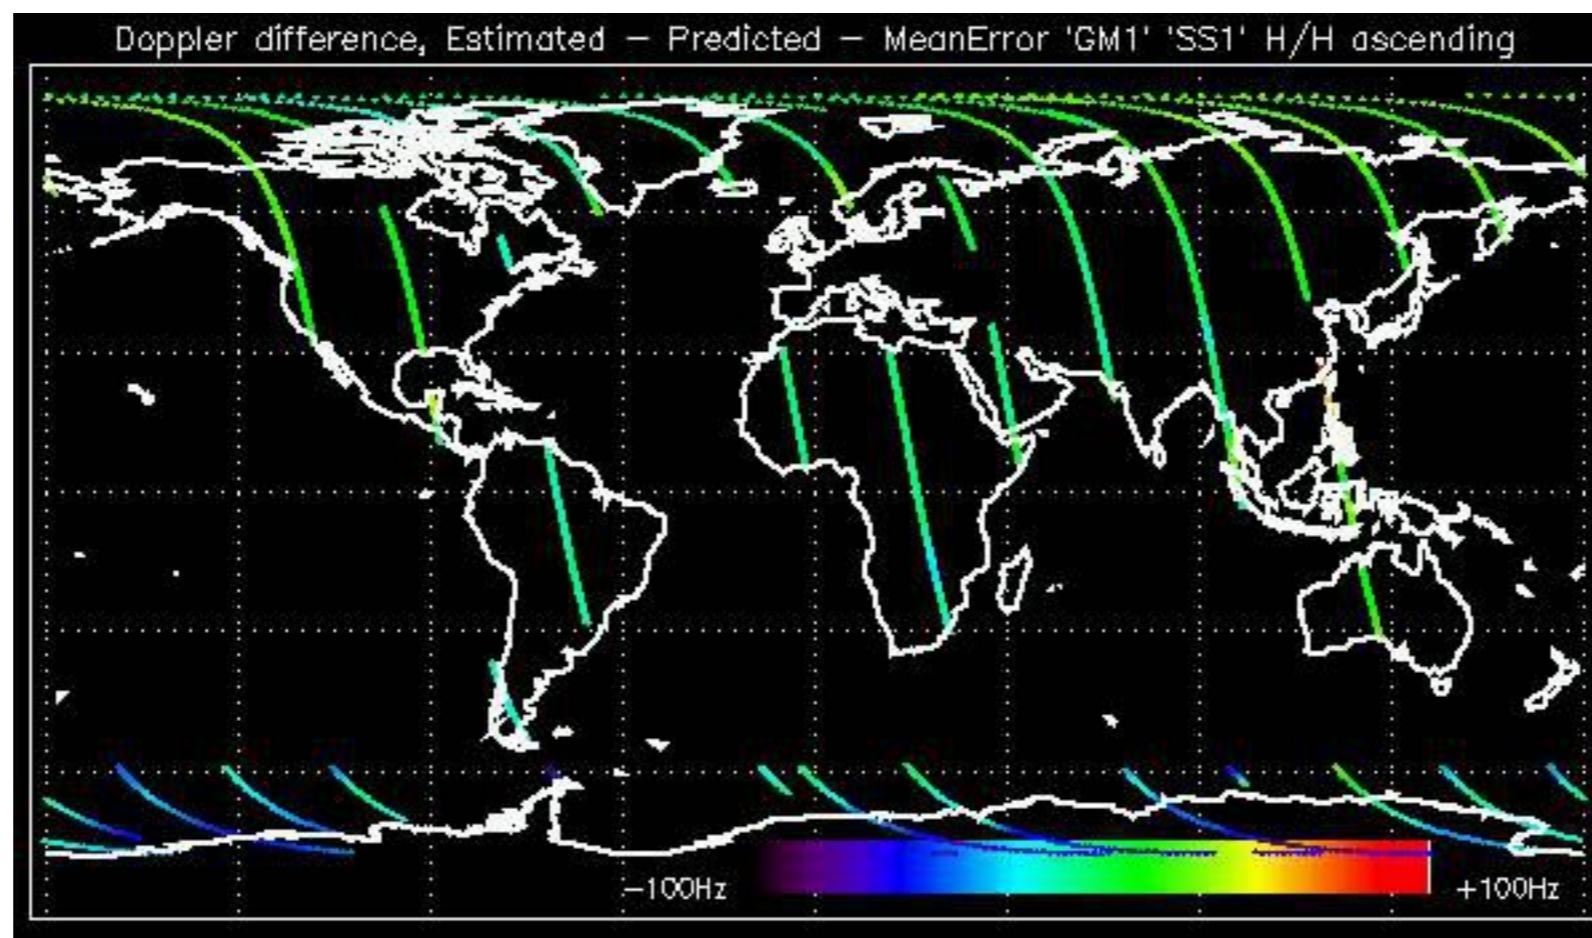 Doppler difference, Estimated – Predicted – MeanError 'GM1' 'SS1' H/H ascending
–100Hz +100Hz